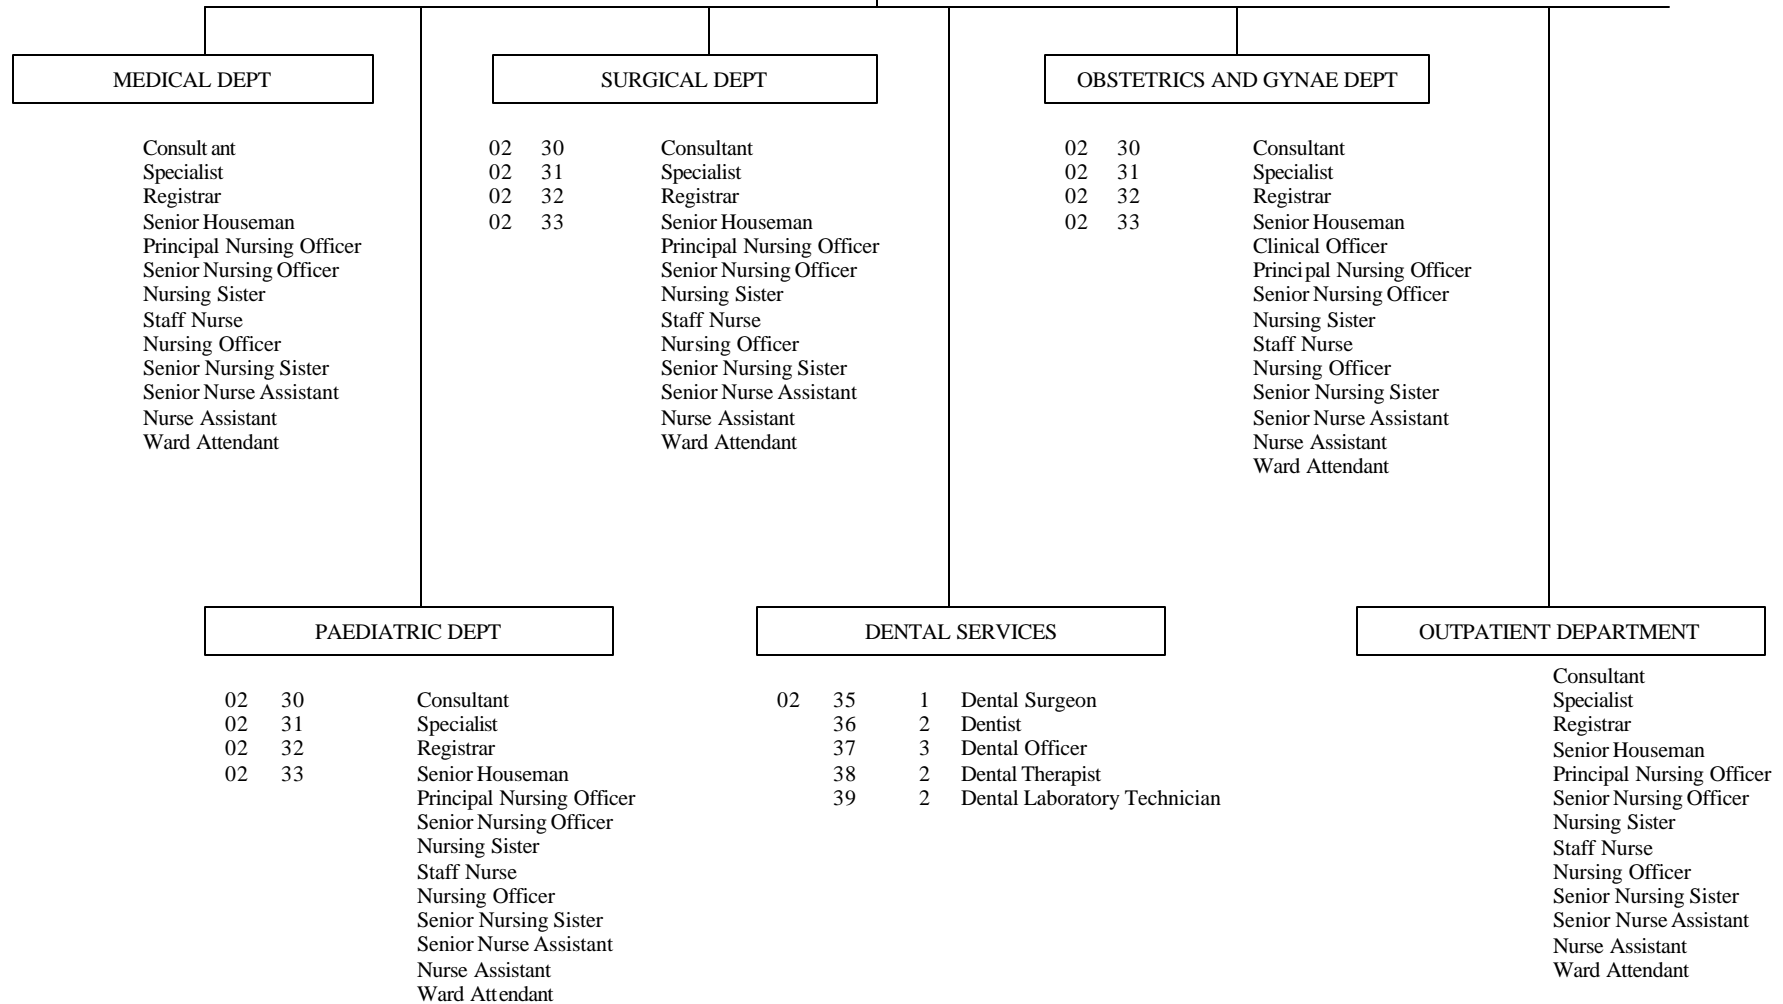 MEDICAL DEPT
Consult ant
Specialist
Registrar
Senior Houseman
Principal Nursing Officer
Senior Nursing Officer
Nursing Sister
Staff Nurse
Nursing Officer
Senior Nursing Sister
Senior Nurse Assistant
Nurse Assistant
Ward Attendant
SURGICAL DEPT
02 30 Consultant
02 31 Specialist
02 32 Registrar
02 33 Senior Houseman
Principal Nursing Officer
Senior Nursing Officer
Nursing Sister
Staff Nurse
Nursing Officer
Senior Nursing Sister
Senior Nurse Assistant
Nurse Assistant
Ward Attendant
OBSTETRICS AND GYNAE DEPT
02 30 Consultant
02 31 Specialist
02 32 Registrar
02 33 Senior Houseman
Clinical Officer
Principal Nursing Officer
Senior Nursing Officer
Nursing Sister
Staff Nurse
Nursing Officer
Senior Nursing Sister
Senior Nurse Assistant
Nurse Assistant
Ward Attendant
PAEDIATRIC DEPT
02 30 Consultant
02 31 Specialist
02 32 Registrar
02 33 Senior Houseman
Principal Nursing Officer
Senior Nursing Officer
Nursing Sister
Staff Nurse
Nursing Officer
Senior Nursing Sister
Senior Nurse Assistant
Nurse Assistant
Ward Attendant
DENTAL SERVICES
02 35 1 Dental Surgeon
36 2 Dentist
37 3 Dental Officer
38 2 Dental Therapist
39 2 Dental Laboratory Technician
OUTPATIENT DEPARTMENT
Consultant
Specialist
Registrar
Senior Houseman
Principal Nursing Officer
Senior Nursing Officer
Nursing Sister
Staff Nurse
Nursing Officer
Senior Nursing Sister
Senior Nurse Assistant
Nurse Assistant
Ward Attendant